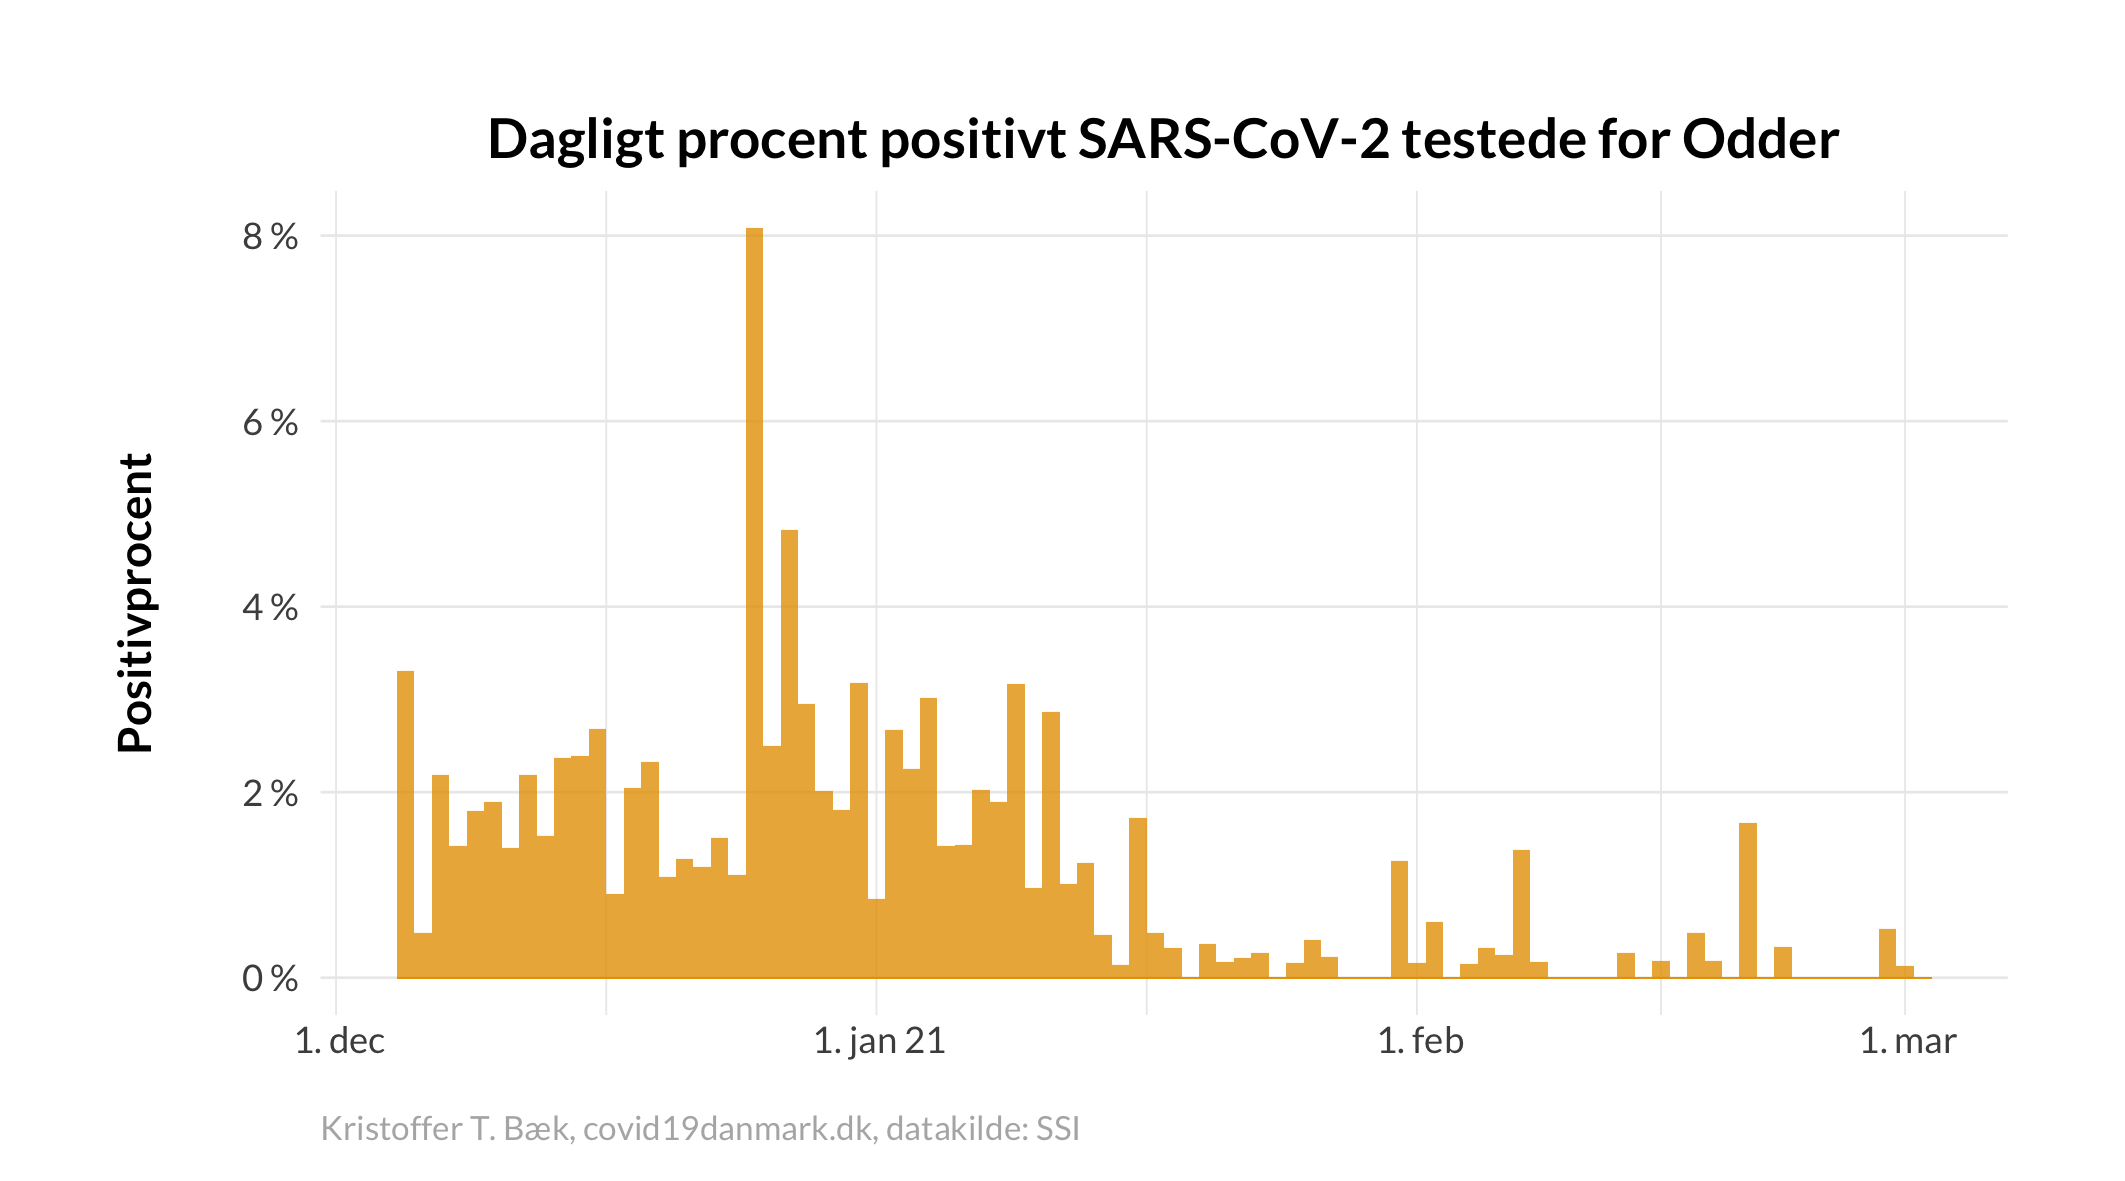 Dagligt procent positivt SARS-CoV-2 testede for Odder
Positivprocent
8 %
6 %
4 %
2 %
0 %
1. dec
1. jan 21
1. feb
1. mar
Kristoffer T. Bæk, covid19danmark.dk, datakilde: SSI